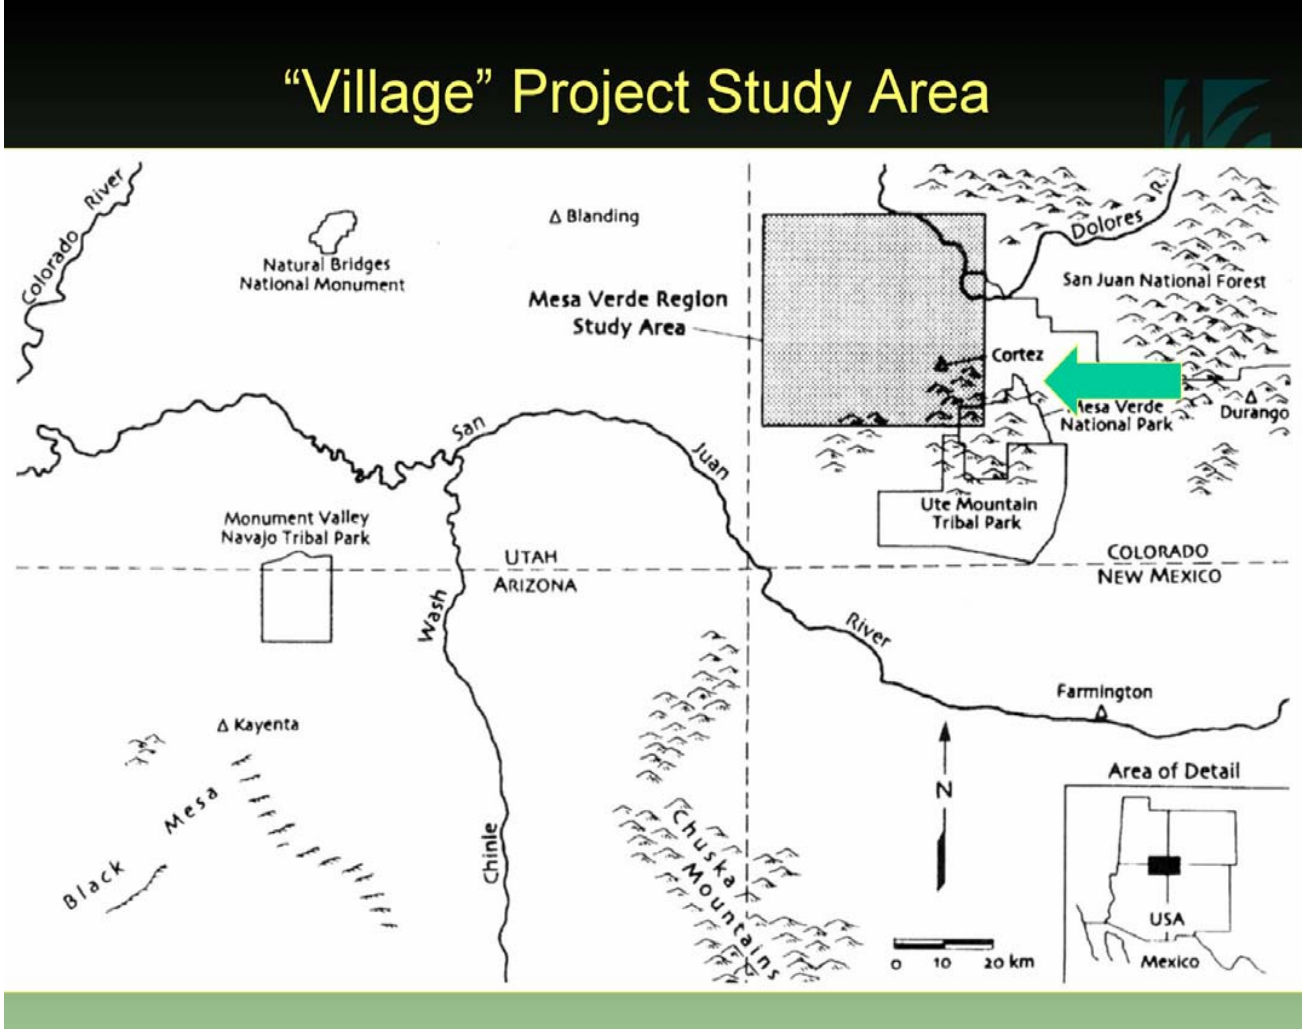 “Village” Project Study Area
Colorado River
Natural Bridges
National Monument
Blanding
Mesa Verde Region
Study Area
Dolores R.
San Juan National Forest
Cortez
Mesa Verde
National Park
Durango
San Juan River
Ute Mountain
Tribal Park
Monument Valley
Navajo Tribal Park
UTAH
ARIZONA
COLORADO
NEW MEXICO
Chinle Wash
Farmington
Kayenta
Black Mesa
Chuska
Mountains
N
0 10 20 km
Area of Detail
USA
Mexico